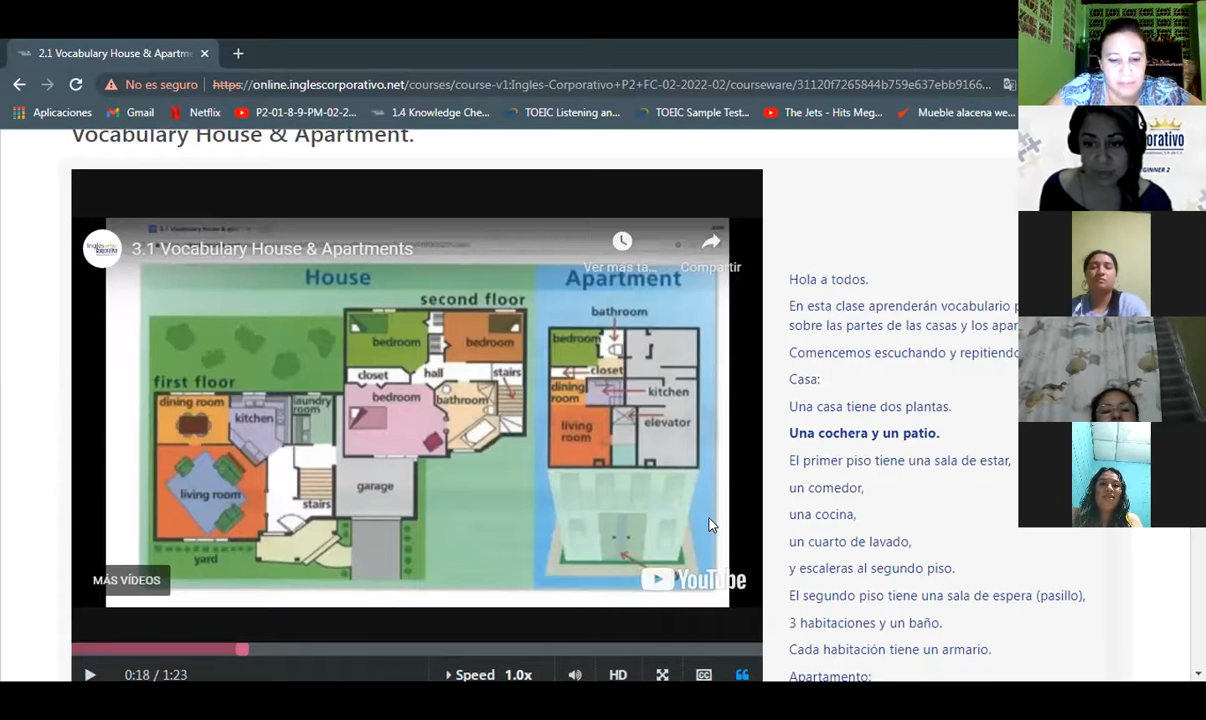 2.1 Vocabulary House & Apartme
No es seguro
https://online.inglescorporativo.net/courses/course-v1:Ingles-Corporativo+P2+FC-02-2022-02/courseware/31120f7265844b759e637ebb9166...
Aplicaciones
Gmail
Netflix
P2-01-8-9-PM-02-2...
1.4 Knowledge Che...
TOEIC Listening an...
TOEIC Sample Test...
The Jets - Hits Meg...
Mueble alacena we...
Vocabulary House & Apartment.
3.1 Vocabulary House & Apartments
Ver mas ta...
Compartir
House
Apartment
second floor
bathroom
bedroom
bedroom
bedroom
closet
hall
stairs
closet
first floor
dining room
kitchen
laundry
room
bedroom
bathroom
dining
room
kitchen
elevator
living
room
living room
stairs
garage
yard
MÁS VÍDEOS
YouTube
0:18 / 1:23
Speed 1.0x
HD
CC
Hola a todos.
En esta clase aprenderán vocabulario
sobre las partes de las casas y los
Comencemos escuchando y repitiendo
Casa:
Una casa tiene dos plantas.
Una cochera y un patio.
El primer piso tiene una sala de estar,
un comedor,
una cocina,
un cuarto de lavado,
y escaleras al segundo piso.
El segundo piso tiene una sala de espera (pasillo),
3 habitaciones y un baño.
Cada habitación tiene un armario.
Apartamento:
orativo
GINNER 2